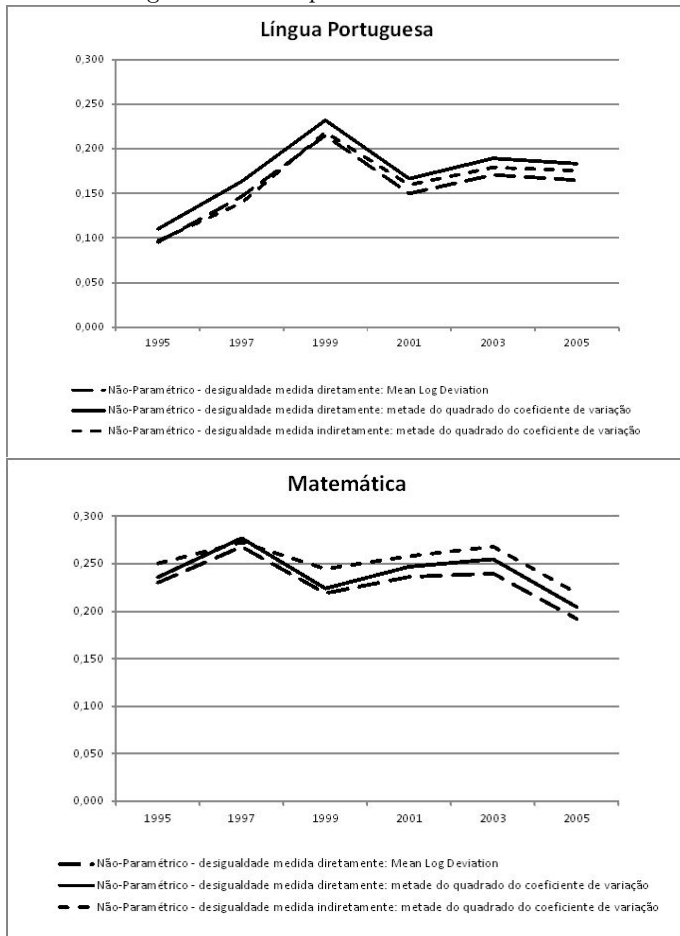 Língua Portuguesa
0,300
0,250
0,200
0,150
0,100
0,050
0,000
1995 1997 1999 2001 2003 2005
Não-Paramétrico - desigualdade medida diretamente: Mean Log Deviation
Não-Paramétrico - desigualdade medida diretamente: metade do quadrado do coeficiente de variação
Não-Paramétrico - desigualdade medida indiretamente: metade do quadrado do coeficiente de variação
Matemática
0,300
0,250
0,200
0,150
0,100
0,050
0,000
1995 1997 1999 2001 2003 2005
Não-Paramétrico - desigualdade medida diretamente: Mean Log Deviation
Não-Paramétrico - desigualdade medida diretamente: metade do quadrado do coeficiente de variação
Não-Paramétrico - desigualdade medida indiretamente: metade do quadrado do coeficiente de variação